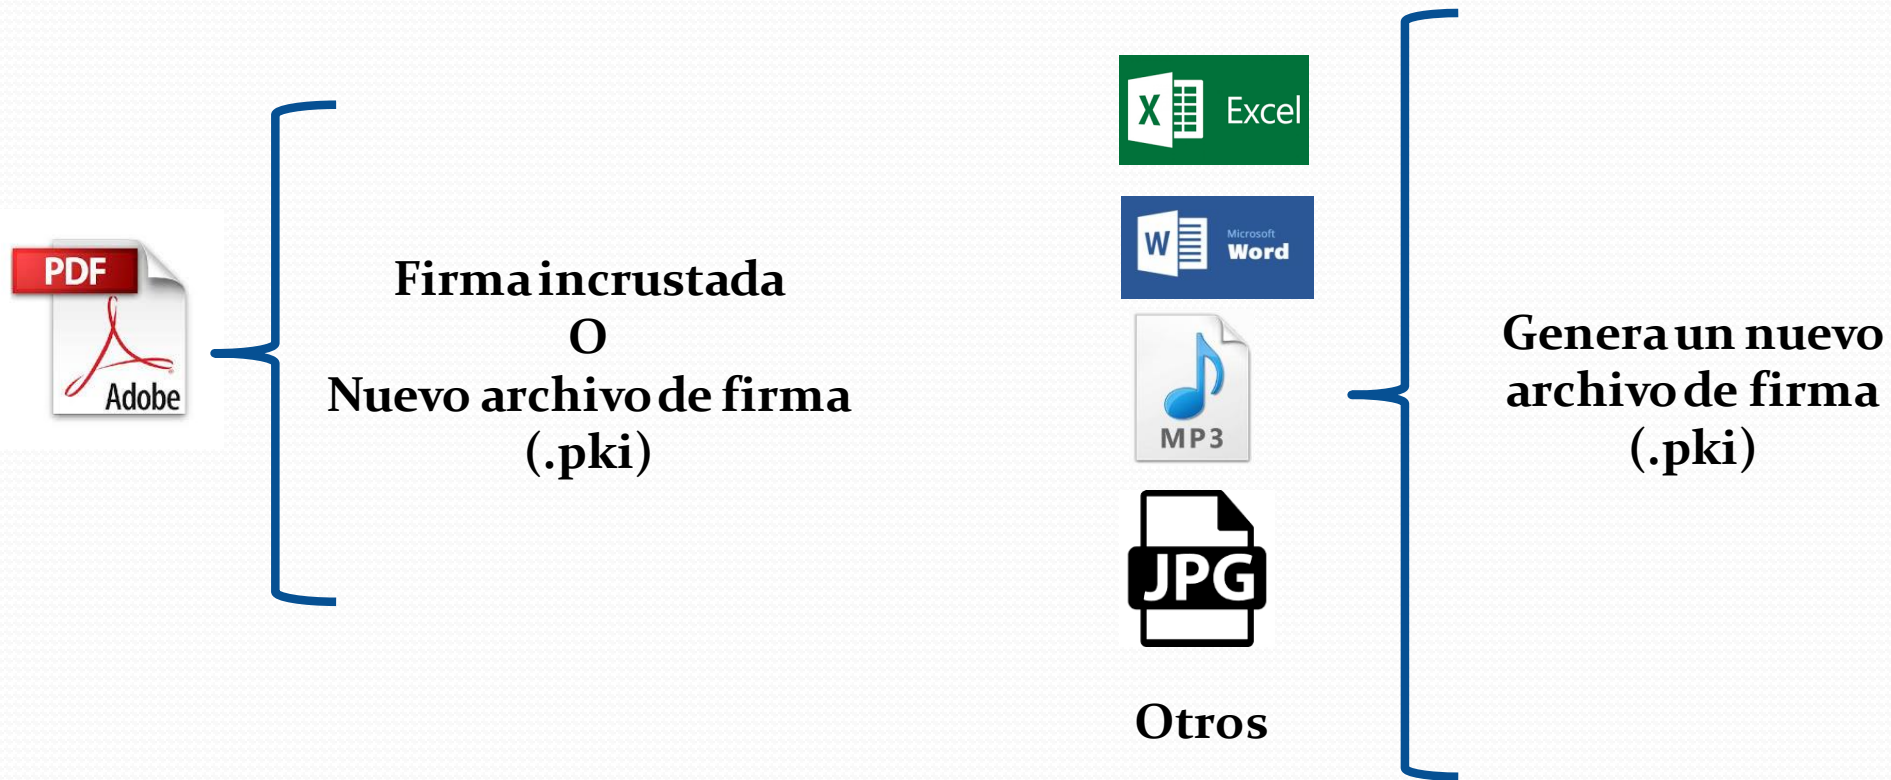 PDF
Adobe
Firma incrustada
O
Nuevo archivo de firma
(.pki)
X Excel
W Microsoft
Word
MP3
JPG
Otros
Genera un nuevo
archivo de firma
(.pki)